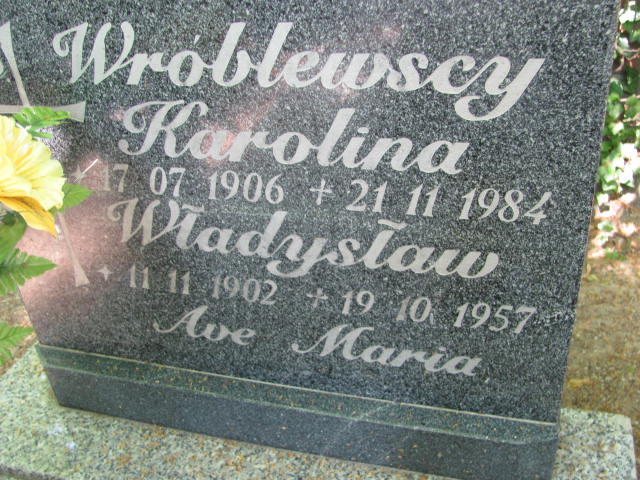 Wróblewscy
Karolina
* 17 07 1906 + 21 11 1984
Władysław
* 11 11 1902 + 19 10 1957
Ave Maria